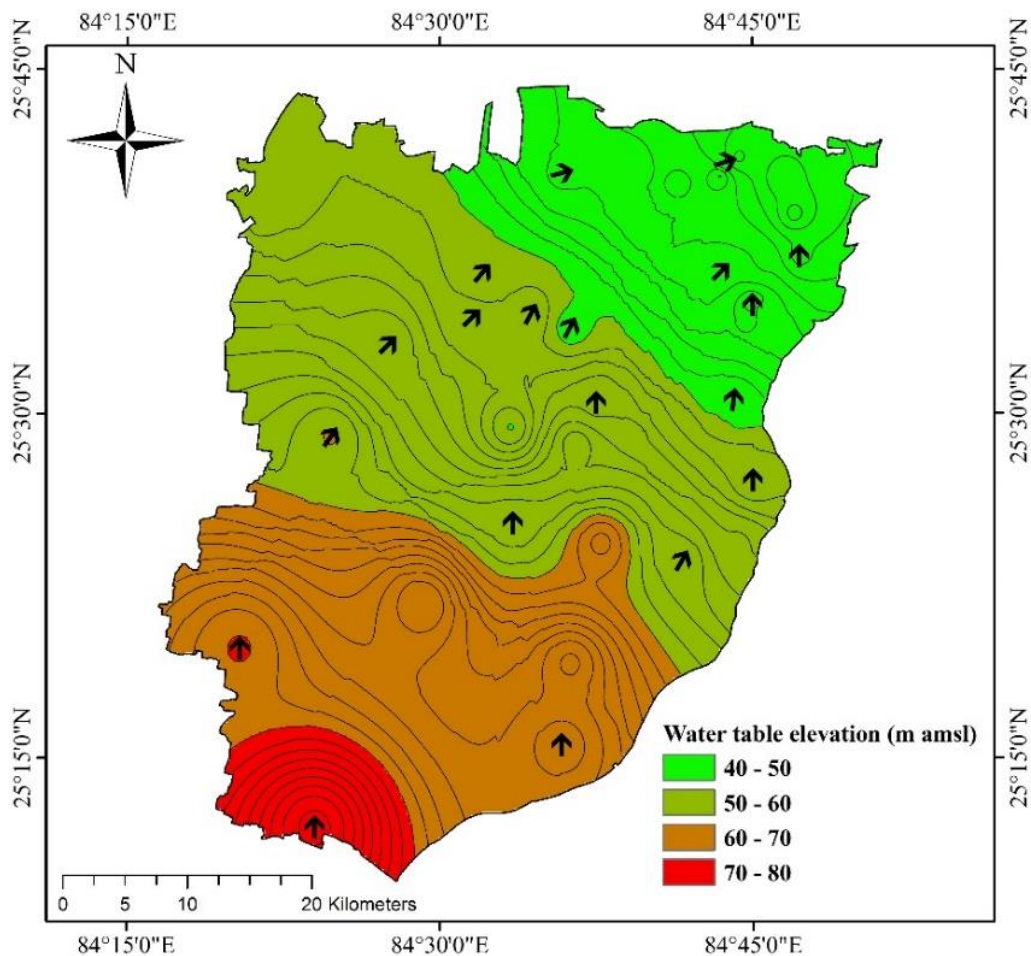 84°15'0"E 84°30'0"E 84°45'0"E
25°45'0"N
25°45'0"N
N
25°30'0"N
25°30'0"N
25°15'0"N
25°15'0"N
Water table elevation (m amsl)
40 - 50
50 - 60
60 - 70
70 - 80
0 5 10 20 Kilometers
84°15'0"E 84°30'0"E 84°45'0"E